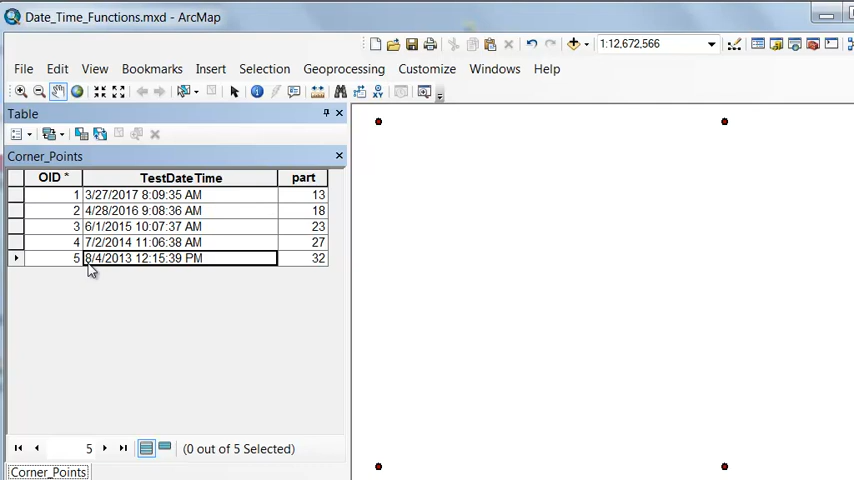 Date_Time_Functions.mxd - ArcMap
1:12,672,566
File Edit View Bookmarks Insert Selection Geoprocessing Customize Windows Help
Table
Corner_Points
OID * TestDateTime part
1 3/27/2017 8:09:35 AM 13
2 4/28/2016 9:08:36 AM 18
3 6/1/2015 10:07:37 AM 23
4 7/2/2014 11:06:38 AM 27
5 8/4/2013 12:15:39 PM 32
5 (0 out of 5 Selected)
Corner_Points